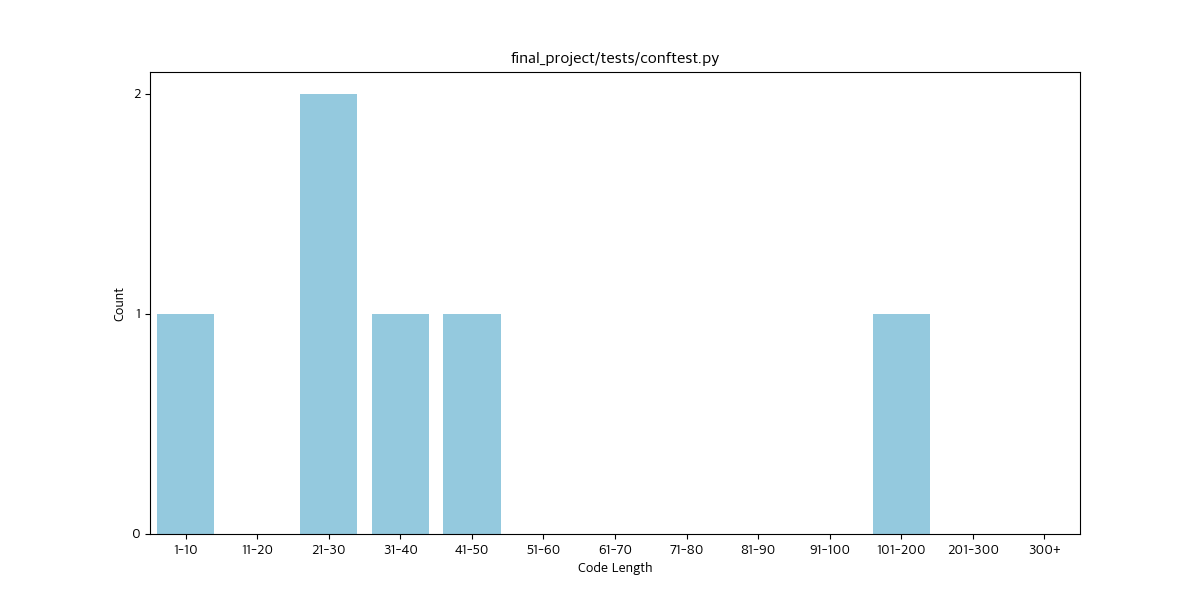 final_project/tests/conftest.py
Count
2
1
0
1-10 11-20 21-30 31-40 41-50 51-60 61-70 71-80 81-90 91-100 101-200 201-300 300+
Code Length